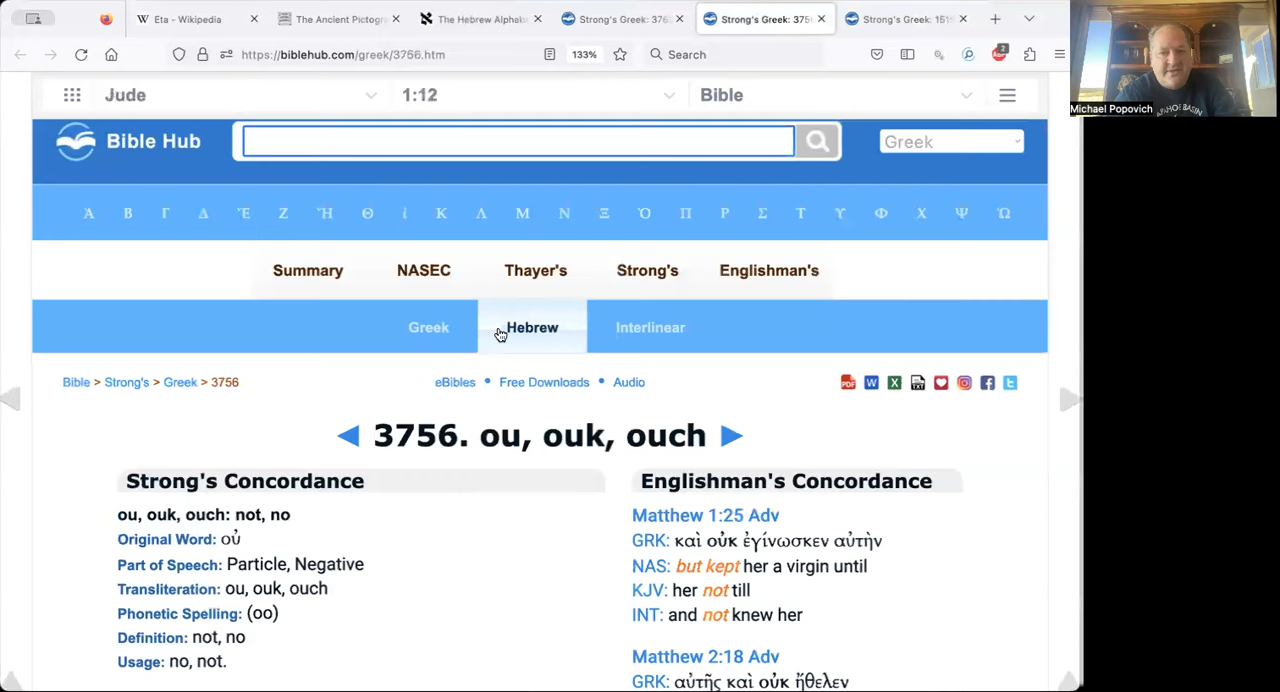 Eta - Wikipedia
The Ancient Pictogr
The Hebrew Alphab
Strong's Greek: 376
Strong's Greek: 375
Strong's Greek: 151
https://biblehub.com/greek/3756.htm
133%
Search
2
Michael Popovich
Jude
1:12
Bible
Bible Hub
Greek
Ἀ Β Γ Δ Ἐ Ζ Ἡ Θ ἰ Κ Λ Μ Ν Ξ Ὁ Π Ρ Σ Τ Υ Φ Χ Ψ Ὡ
Summary NASEC Thayer's Strong's Englishman's
Greek Hebrew Interlinear
Bible > Strong's > Greek > 3756
eBibles • Free Downloads • Audio
PDF W X TXT
◄ 3756. ou, ouk, ouch ►
Strong's Concordance
ou, ouk, ouch: not, no
Original Word: οὐ
Part of Speech: Particle, Negative
Transliteration: ou, ouk, ouch
Phonetic Spelling: (oo)
Definition: not, no
Usage: no, not.
Englishman's Concordance
Matthew 1:25 Adv
GRK: καὶ οὐκ ἐγίνωσκεν αὐτὴν
NAS: but kept her a virgin until
KJV: her not till
INT: and not knew her
Matthew 2:18 Adv
GRK: αὐτῆς καὶ οὐκ ἤθελεν